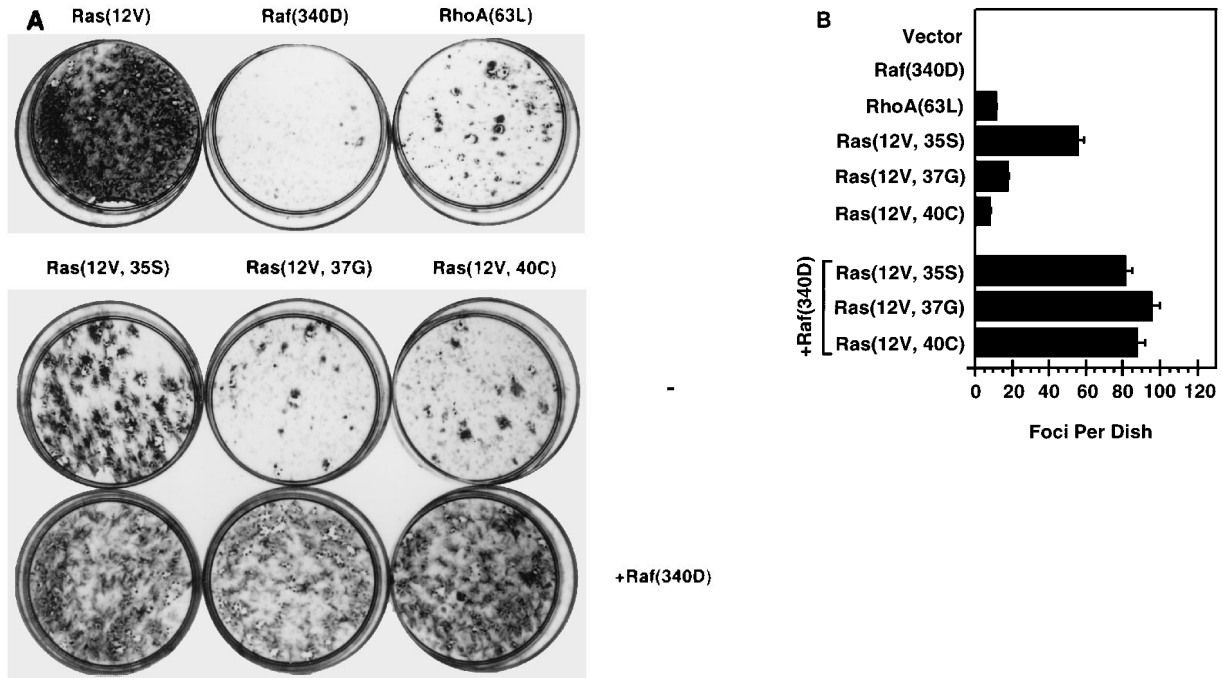 A
Ras(12V) Raf(340D) RhoA(63L)
Ras(12V, 35S) Ras(12V, 37G) Ras(12V, 40C)
-
+Raf(340D)
B
Vector
Raf(340D)
RhoA(63L)
Ras(12V, 35S)
Ras(12V, 37G)
Ras(12V, 40C)
+Raf(340D)
Ras(12V, 35S)
Ras(12V, 37G)
Ras(12V, 40C)
0 20 40 60 80 100 120
Foci Per Dish